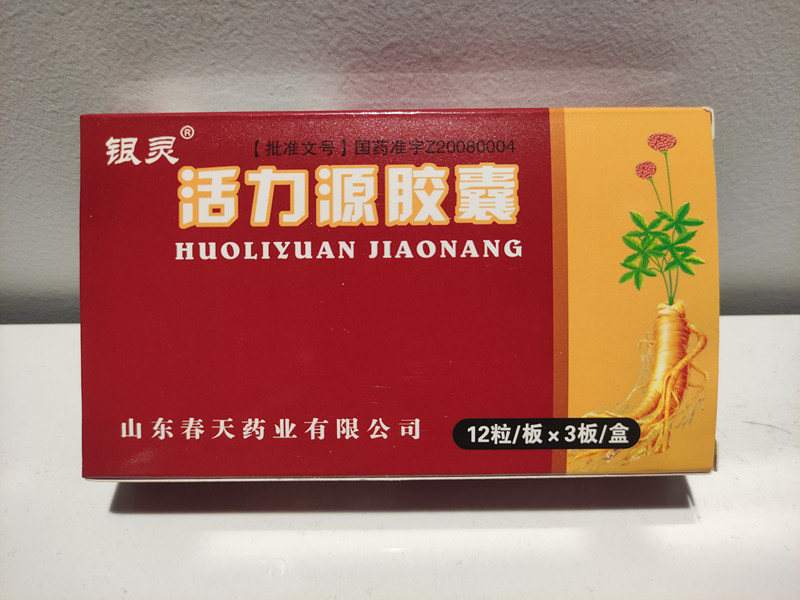 银灵®
【批准文号】国药准字Z20080004
活力源胶囊
HUOLIYUAN JIAONANG
山东春天药业有限公司
12粒/板×3板/盒